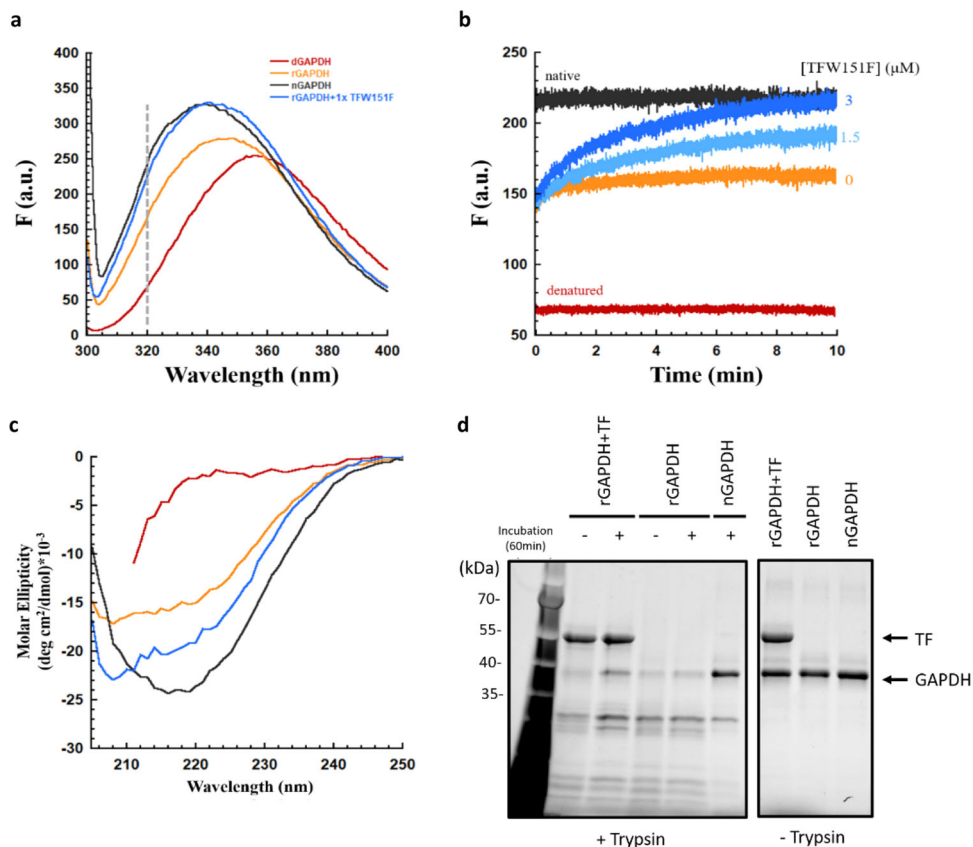 a
400
350
300
250
200
150
100
50
0
F (a.u.)
300
320
340
360
380
400
Wavelength (nm)
dGAPDH
rGAPDH
nGAPDH
rGAPDH+1x TFW151F
b
250
200
150
100
50
F (a.u.)
0
2
4
6
8
10
Time (min)
native
[TFW151F] (μM)
3
1.5
0
denatured
c
0
-5
-10
-15
-20
-25
-30
Molar Ellipticity
(deg cm²/dmol)*10⁻³
210
220
230
240
250
Wavelength (nm)
d
rGAPDH+TF
rGAPDH
nGAPDH
rGAPDH+TF
rGAPDH
nGAPDH
Incubation
(60min)
- + - + +
(kDa)
70-
55-
40-
35-
TF
GAPDH
+ Trypsin
- Trypsin